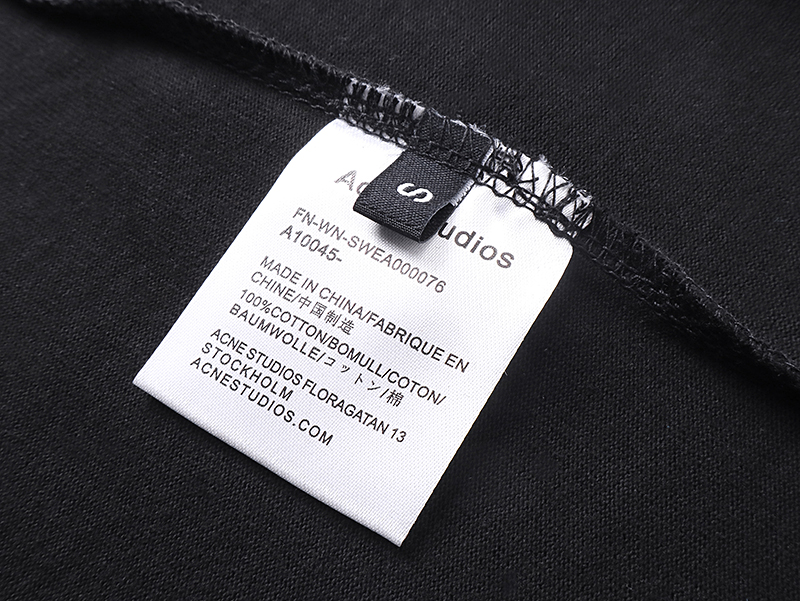 S
Ac udios
FN-WN-SWEA000076
A10045-
MADE IN CHINA/FABRIQUE EN
CHINE/中国制造
100%COTTON/BOMULL/COTON/
BAUMWOLLE/コットン/棉
ACNE STUDIOS FLORAGATAN 13
STOCKHOLM
ACNESTUDIOS.COM